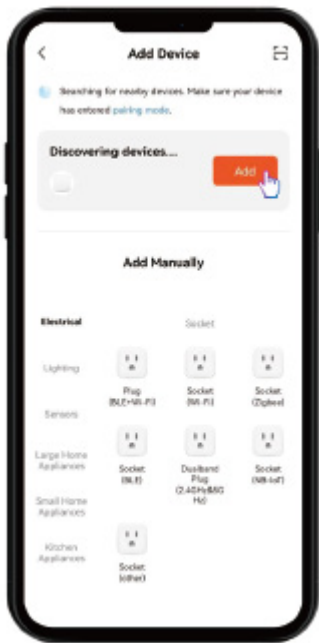 Add Device
Searching for nearby devices. Make sure your device
has entered pairing mode.
Discovering devices....
Add
Add Manually
Electrical
Socket
Lighting
Plug
(BLE+Wi-Fi)
Socket
(Wi-Fi)
Socket
(Zigbee)
Sensors
Large Home
Appliances
Socket
(BLE)
Dualband
Plug
(2.4GHz&5G
Hz)
Socket
(NB-IoT)
Small Home
Appliances
Kitchen
Appliances
Socket
(other)